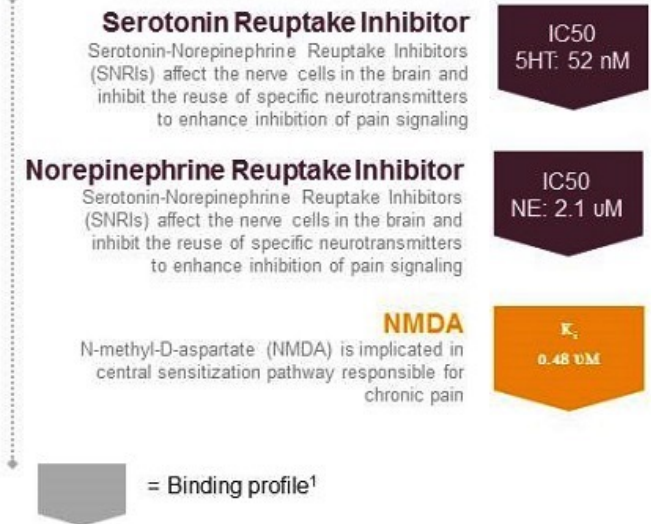 Serotonin Reuptake Inhibitor
Serotonin-Norepinephrine Reuptake Inhibitors
(SNRIs) affect the nerve cells in the brain and
inhibit the reuse of specific neurotransmitters
to enhance inhibition of pain signaling
IC50
5HT: 52 nM
Norepinephrine Reuptake Inhibitor
Serotonin-Norepinephrine Reuptake Inhibitors
(SNRIs) affect the nerve cells in the brain and
inhibit the reuse of specific neurotransmitters
to enhance inhibition of pain signaling
IC50
NE: 2.1 uM
NMDA
N-methyl-D-aspartate (NMDA) is implicated in
central sensitization pathway responsible for
chronic pain
Ki
0.48 UM
= Binding profile¹